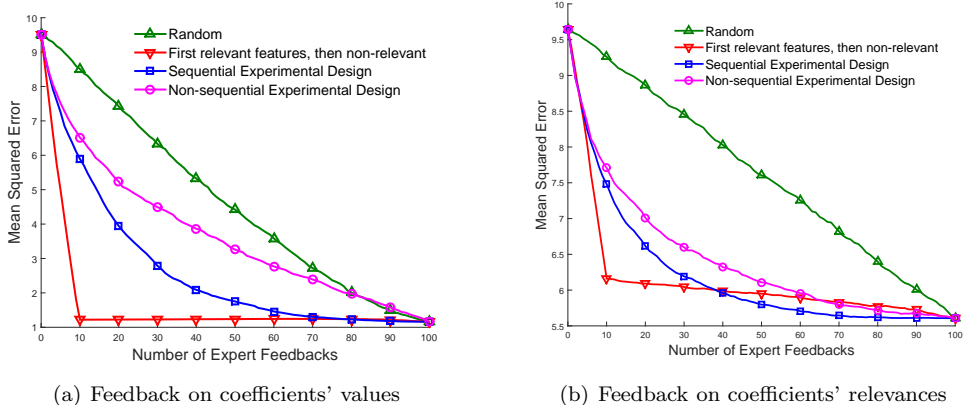 10
9
8
7
6
5
4
3
2
1
Mean Squared Error
Random
First relevant features, then non-relevant
Sequential Experimental Design
Non-sequential Experimental Design
0 10 20 30 40 50 60 70 80 90 100
Number of Expert Feedbacks
(a) Feedback on coefficients' values
10
9.5
9
8.5
8
7.5
7
6.5
6
5.5
Mean Squared Error
Random
First relevant features, then non-relevant
Sequential Experimental Design
Non-sequential Experimental Design
0 10 20 30 40 50 60 70 80 90 100
Number of Expert Feedbacks
(b) Feedback on coefficients' relevances